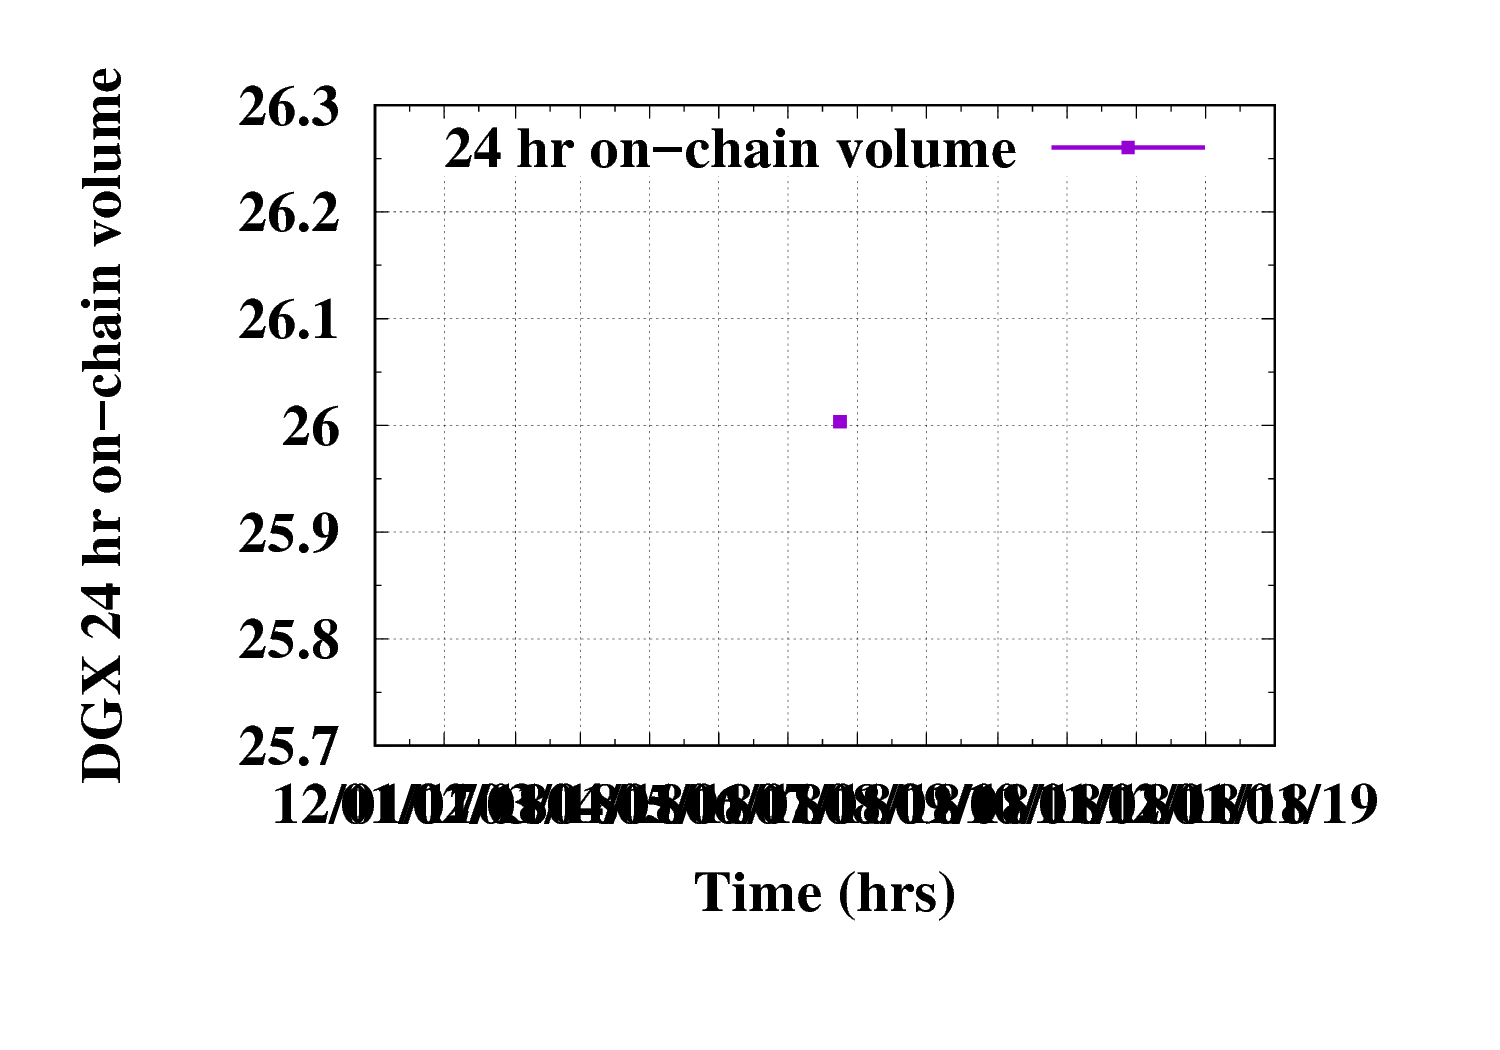 DGX 24 hr on−chain volume
26.3
24 hr on−chain volume
26.2
26.1
26
25.9
25.8
25.7
Time (hrs)